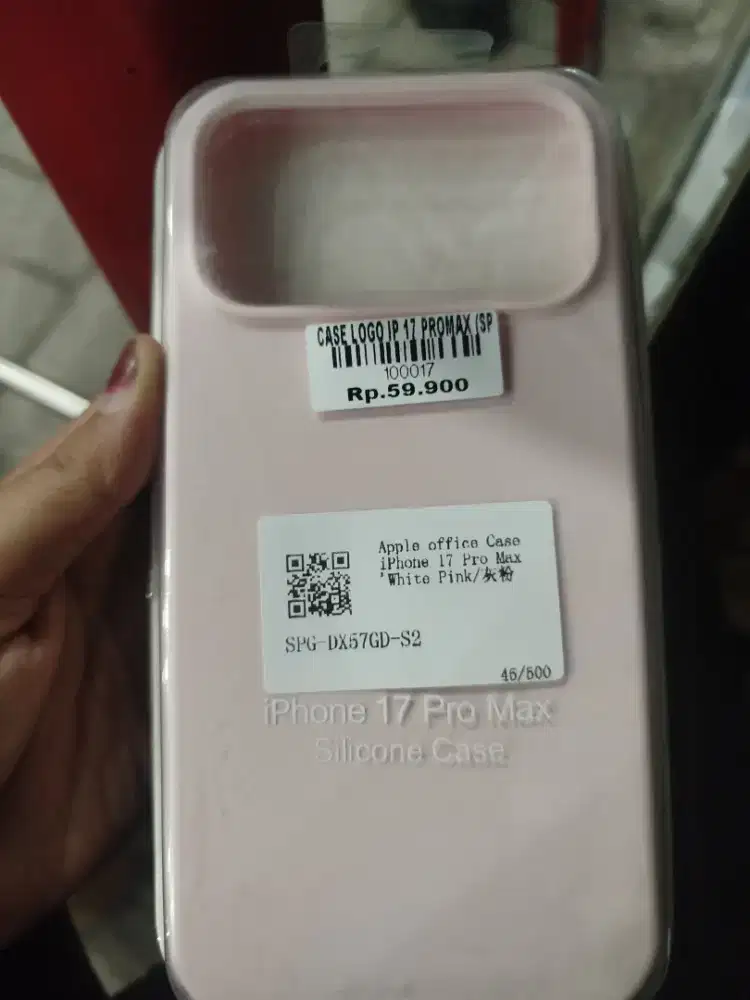 CASE LOGO IP 17 PROMAX (SP
100017
Rp.59.900
Apple office Case
iPhone 17 Pro Max
'White Pink/灰粉
SPG-DX57GD-S2
45/500
iPhone 17 Pro Max
Silicone Case